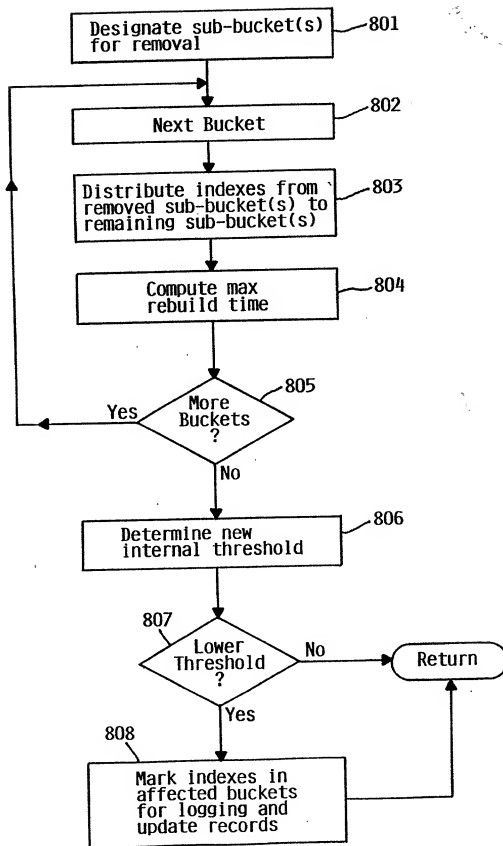 Designate sub-bucket(s)
for removal
801
Next Bucket
802
Distribute indexes from
removed sub-bucket(s) to
remaining sub-bucket(s)
803
Compute max
rebuild time
804
More
Buckets
?
805
Yes
No
Determine new
internal threshold
806
807
Lower
Threshold
?
No
Return
Yes
808
Mark indexes in
affected buckets
for logging and
update records